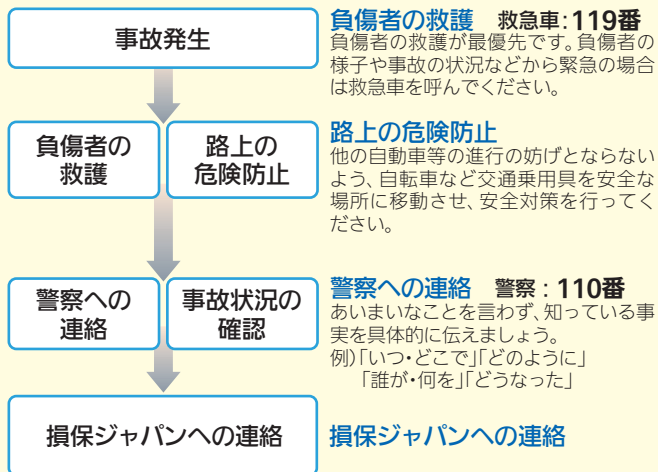 事故発生
負傷者の救護 救急車：119番
負傷者の救護が最優先です。負傷者の
様子や事故の状況などから緊急の場合
は救急車を呼んでください。
負傷者の
救護
路上の
危険防止
路上の危険防止
他の自動車等の進行の妨げとならない
よう、自転車など交通乗用具を安全な
場所に移動させ、安全対策を行ってく
ださい。
警察への
連絡
事故状況の
確認
警察への連絡 警察：110番
あいまいなことを言わず、知っている事
実を具体的に伝えましょう。
例）「いつ・どこで」「どのように」
「誰が・何を」「どうなった」
損保ジャパンへの連絡
損保ジャパンへの連絡